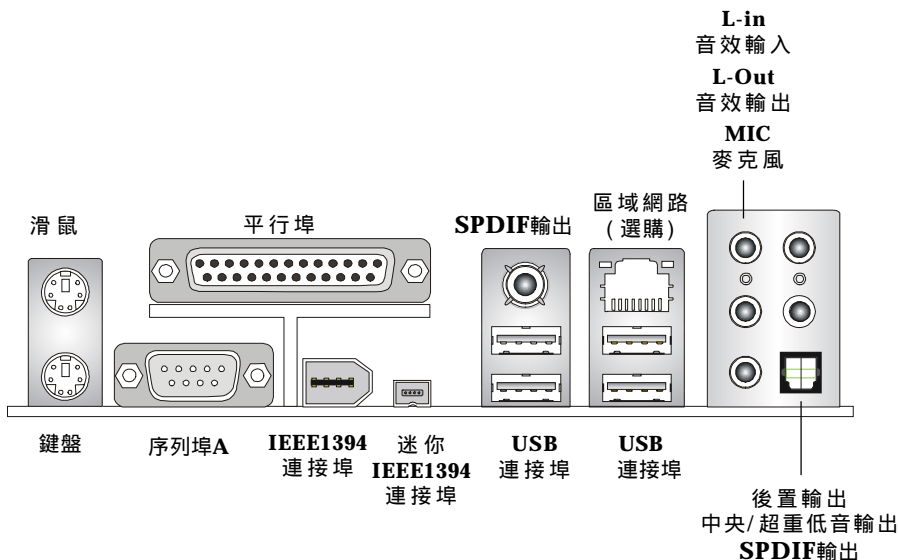 L-in
音效輸入
L-Out
音效輸出
MIC
麥克風
滑鼠
平行埠
SPDIF輸出
區域網路
(選購)
鍵盤
序列埠A
IEEE1394
連接埠
迷你
IEEE1394
連接埠
USB
連接埠
USB
連接埠
後置輸出
中央/超重低音輸出
SPDIF輸出